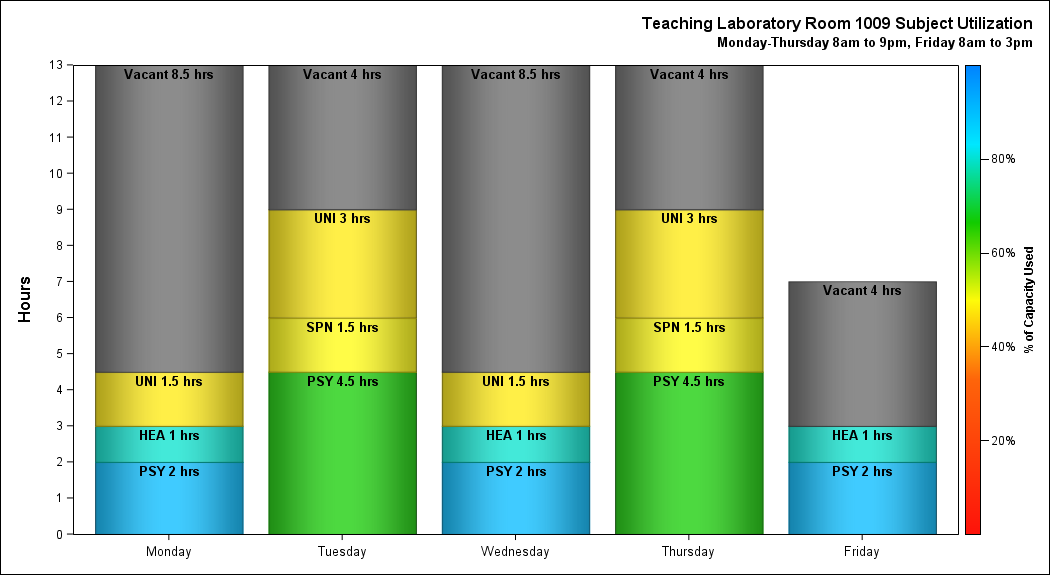 Teaching Laboratory Room 1009 Subject Utilization
Monday-Thursday 8am to 9pm, Friday 8am to 3pm
Hours
13
12
11
10
9
8
7
6
5
4
3
2
1
0
Vacant 8.5 hrs
UNI 1.5 hrs
HEA 1 hrs
PSY 2 hrs
Vacant 4 hrs
UNI 3 hrs
SPN 1.5 hrs
PSY 4.5 hrs
Vacant 8.5 hrs
UNI 1.5 hrs
HEA 1 hrs
PSY 2 hrs
Vacant 4 hrs
UNI 3 hrs
SPN 1.5 hrs
PSY 4.5 hrs
Vacant 4 hrs
HEA 1 hrs
PSY 2 hrs
Monday Tuesday Wednesday Thursday Friday
80%
60%
40%
20%
% of Capacity Used